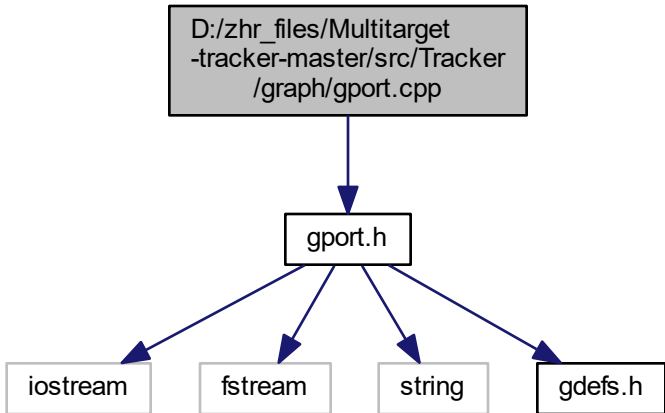 D:/zhr_files/Multitarget
-tracker-master/src/Tracker
/graph/gport.cpp
gport.h
iostream
fstream
string
gdefs.h